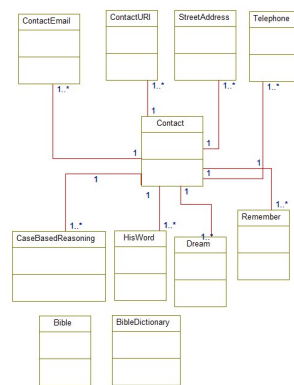 ContactEmail
ContactURI
StreetAddress
Telephone
1..*
1..*
1..*
1..*
1
Contact
1
1
1
1
1
1
1
1..*
1..*
1..*
1..*
CaseBasedReasoning
HisWord
Dream
Remember
Bible
BibleDictionary